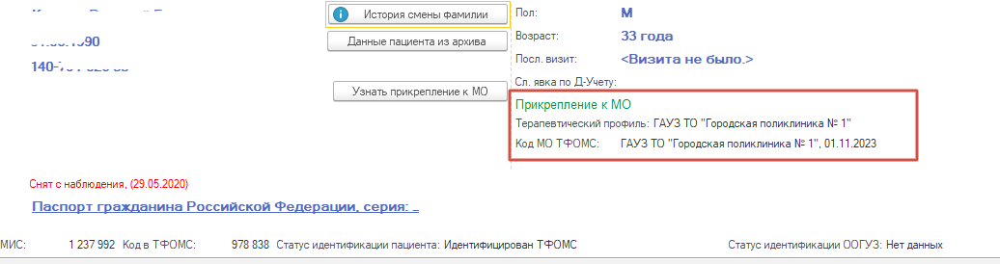 История смены фамилии
Пол: М
.1990
Данные пациента из архива
Возраст: 33 года
140-
Посл. визит: <Визита не было.>
Сл. явка по Д-Учету:
Узнать прикрепление к МО
Прикрепление к МО
Терапевтический профиль: ГАУЗ ТО "Городская поликлиника № 1"
Код МО ТФОМС: ГАУЗ ТО "Городская поликлиника № 1", 01.11.2023
Снят с наблюдения, (29.05.2020)
Паспорт гражданина Российской Федерации, серия:
МИС: 1 237 992 Код в ТФОМС: 978 838 Статус идентификации пациента: Идентифицирован ТФОМС Статус идентификации ООГУЗ: Нет данных